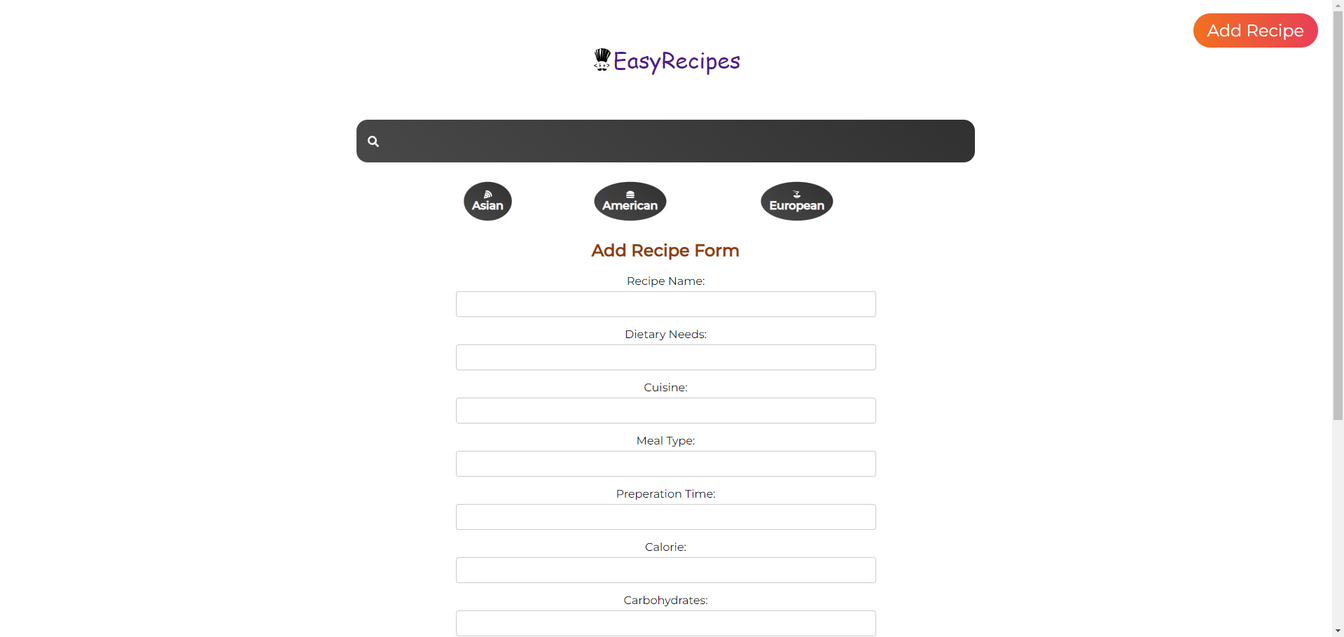 Add Recipe
EasyRecipes
Asian
American
European
Add Recipe Form
Recipe Name:
Dietary Needs:
Cuisine:
Meal Type:
Preperation Time:
Calorie:
Carbohydrates: